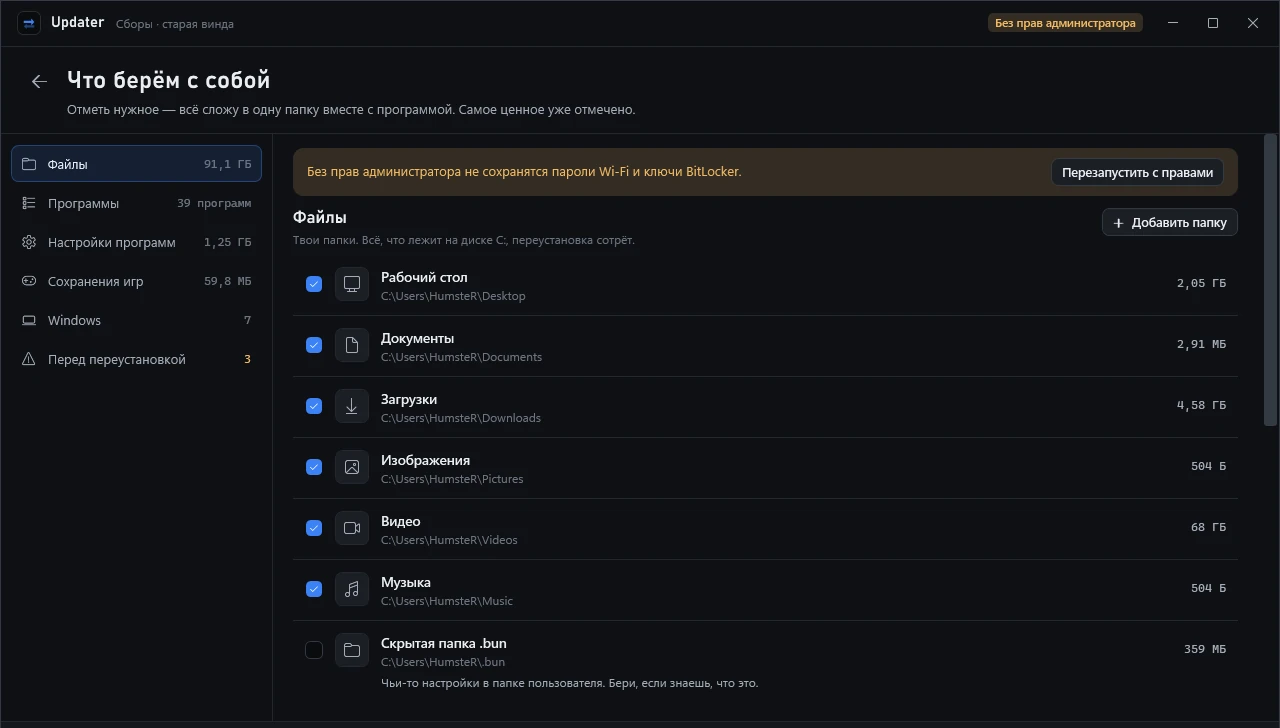 Updater Сборы · старая винда Без прав администратора
Что берём с собой
Отметь нужное — всё сложу в одну папку вместе с программой. Самое ценное уже отмечено.
Файлы 91,1 ГБ
Программы 39 программ
Настройки программ 1,25 ГБ
Сохранения игр 59,8 МБ
Windows 7
Перед переустановкой 3
Без прав администратора не сохранятся пароли Wi-Fi и ключи BitLocker. Перезапустить с правами
Файлы
Добавить папку
Твои папки. Всё, что лежит на диске C:, переустановка сотрёт.
Рабочий стол
C:\Users\HumsteR\Desktop
2,05 ГБ
Документы
C:\Users\HumsteR\Documents
2,91 МБ
Загрузки
C:\Users\HumsteR\Downloads
4,58 ГБ
Изображения
C:\Users\HumsteR\Pictures
504 Б
Видео
C:\Users\HumsteR\Videos
68 ГБ
Музыка
C:\Users\HumsteR\Music
504 Б
Скрытая папка .bun
C:\Users\HumsteR\.bun
359 МБ
Чьи-то настройки в папке пользователя. Бери, если знаешь, что это.